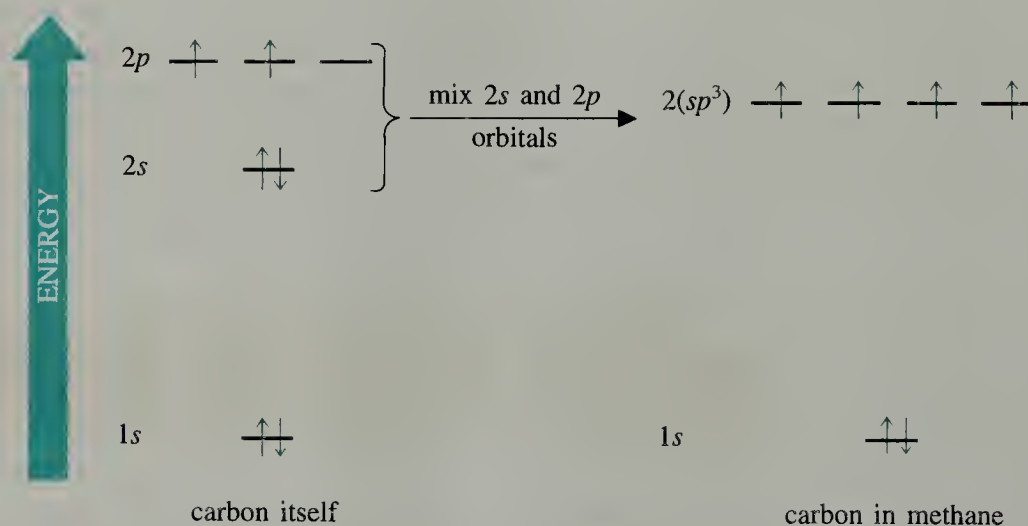 ENERGY
2p
2s
1s
mix 2s and 2p
orbitals
2(sp³)
1s
carbon itself
carbon in methane